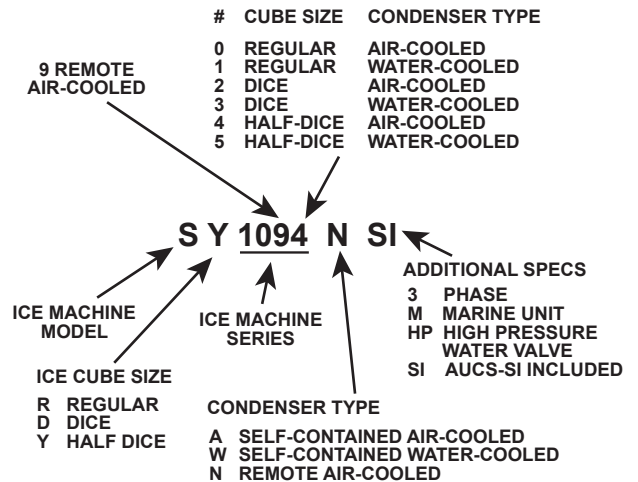 # CUBE SIZE CONDENSER TYPE
0 REGULAR AIR-COOLED
1 REGULAR WATER-COOLED
2 DICE AIR-COOLED
3 DICE WATER-COOLED
4 HALF-DICE AIR-COOLED
5 HALF-DICE WATER-COOLED
9 REMOTE
AIR-COOLED
S Y 1094 N SI
ICE MACHINE
MODEL
ICE MACHINE
SERIES
ADDITIONAL SPECS
3 PHASE
M MARINE UNIT
HP HIGH PRESSURE
WATER VALVE
SI AUCS-SI INCLUDED
ICE CUBE SIZE
R REGULAR
D DICE
Y HALF DICE
CONDENSER TYPE
A SELF-CONTAINED AIR-COOLED
W SELF-CONTAINED WATER-COOLED
N REMOTE AIR-COOLED